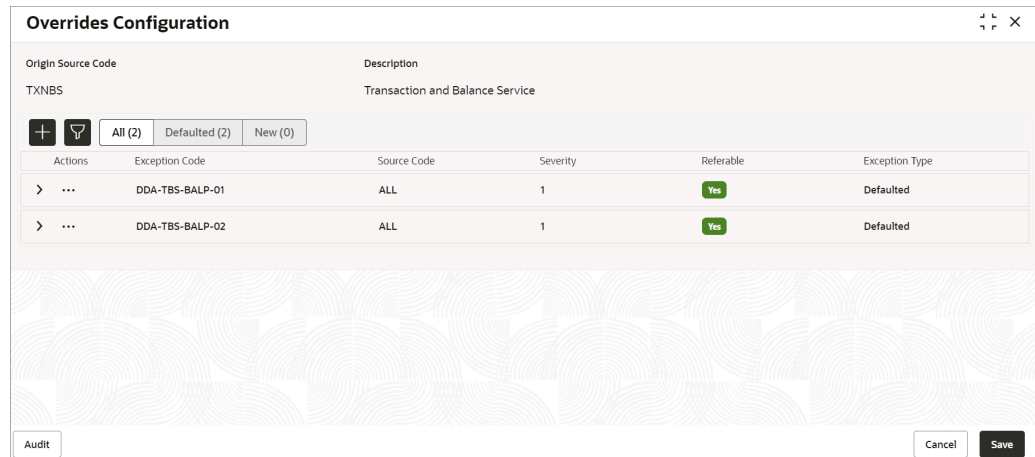 Overrides Configuration
Origin Source Code Description
TXNBS Transaction and Balance Service
All (2) Defaulted (2) New (0)
Actions Exception Code Source Code Severity Referable Exception Type
DDA-TBS-BALP-01 ALL 1 Yes Defaulted
DDA-TBS-BALP-02 ALL 1 Yes Defaulted
Audit Cancel Save